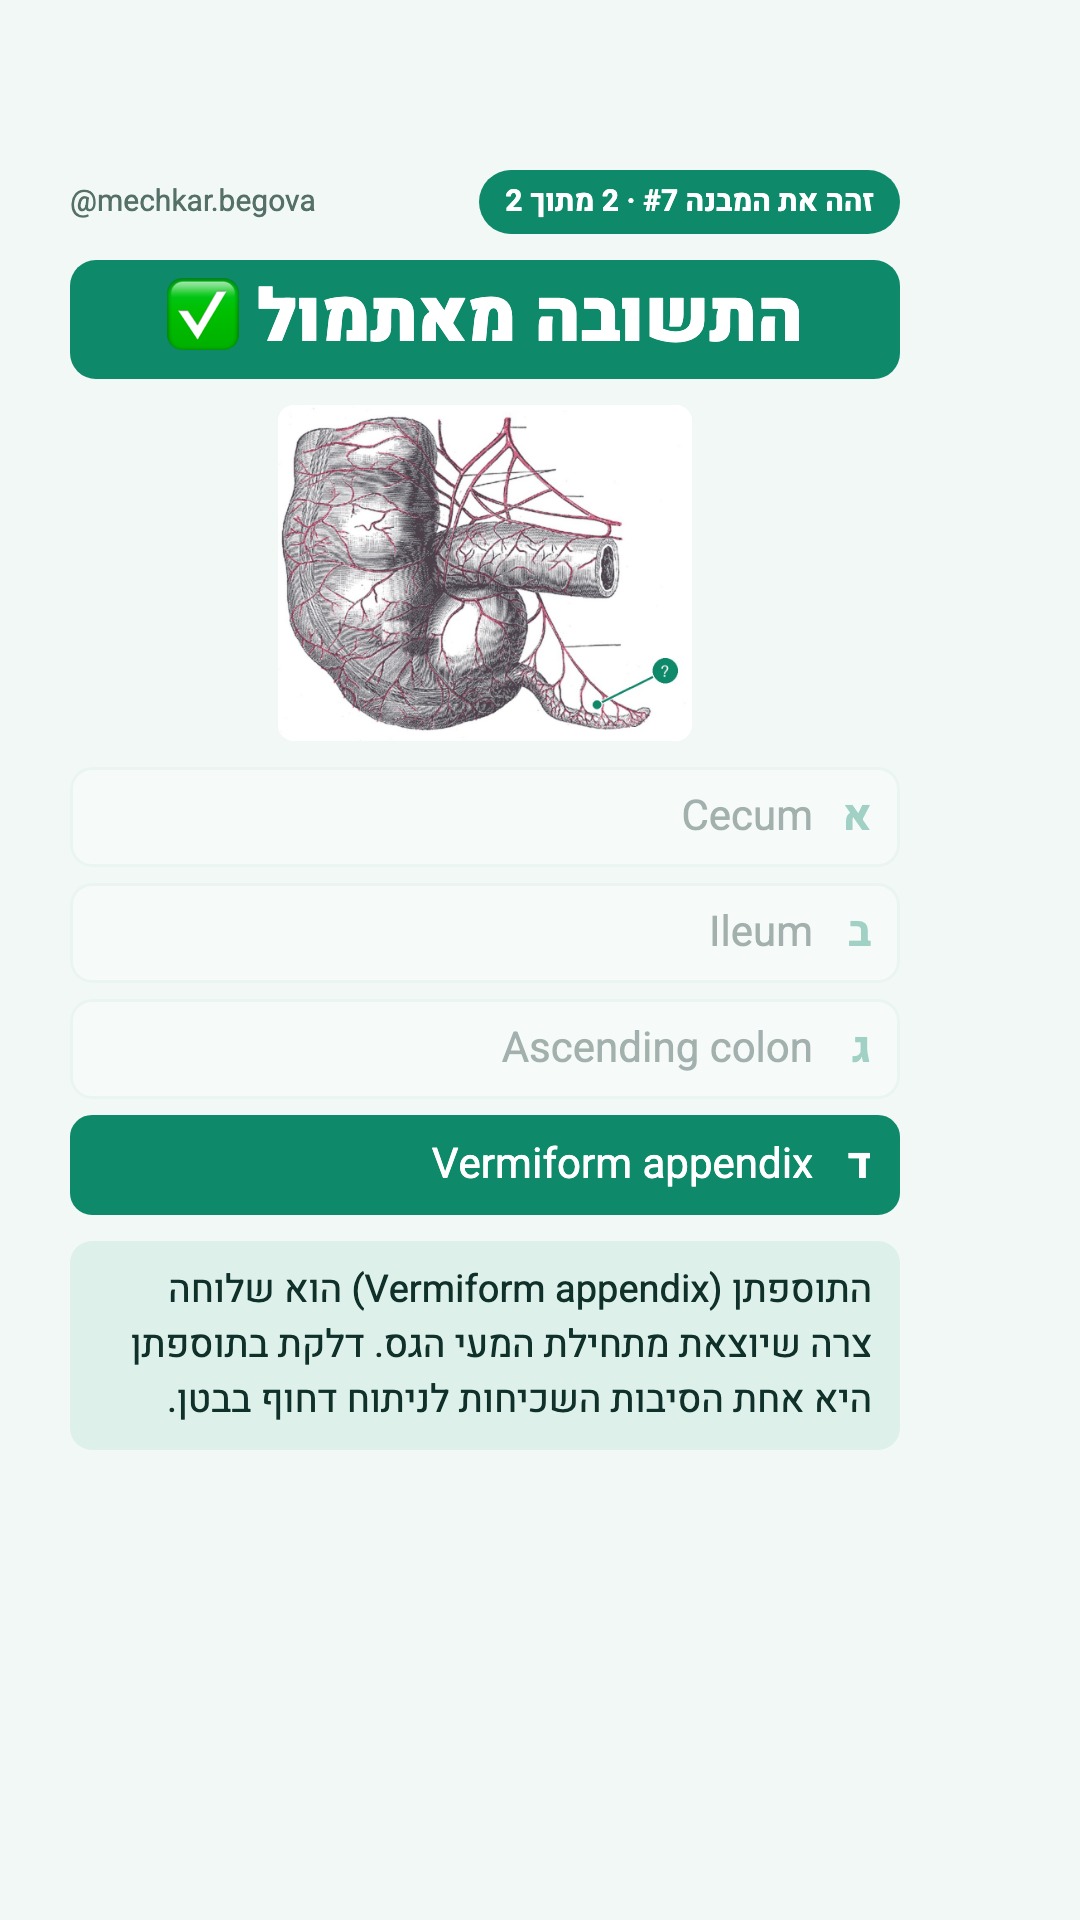 זהה את המבנה #7 · 2 מתוך 2
@mechkar.begova
התשובה מאתמול ✅
?
א Cecum
ב Ileum
ג Ascending colon
ד Vermiform appendix
התוספתן (Vermiform appendix) הוא שלוחה
צרה שיוצאת מתחילת המעי הגס. דלקת בתוספתן
היא אחת הסיבות השכיחות לניתוח דחוף בבטן.